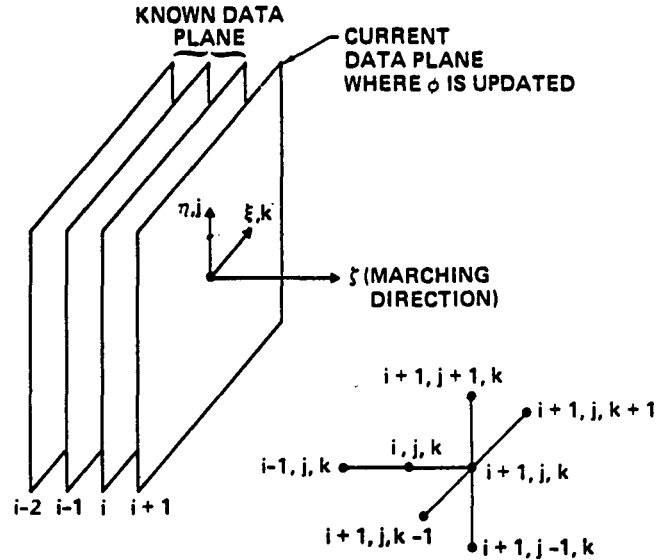 KNOWN DATA
PLANE
CURRENT
DATA PLANE
WHERE ϕ IS UPDATED
η,j
ξ,k
ζ (MARCHING
DIRECTION)
i-2 i-1 i i + 1
i + 1, j + 1, k
i + 1, j, k + 1
i-1, j, k
i, j, k
i + 1, j, k
i + 1, j, k -1
i + 1, j -1, k